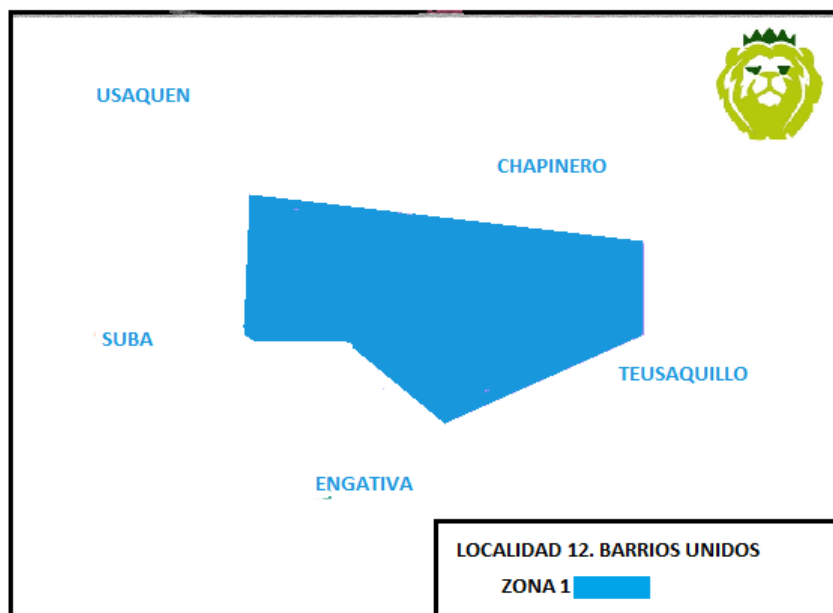 USAQUEN
CHAPINERO
SUBA
TEUSAQUILLO
ENGATIVA
LOCALIDAD 12. BARRIOS UNIDOS
ZONA 1